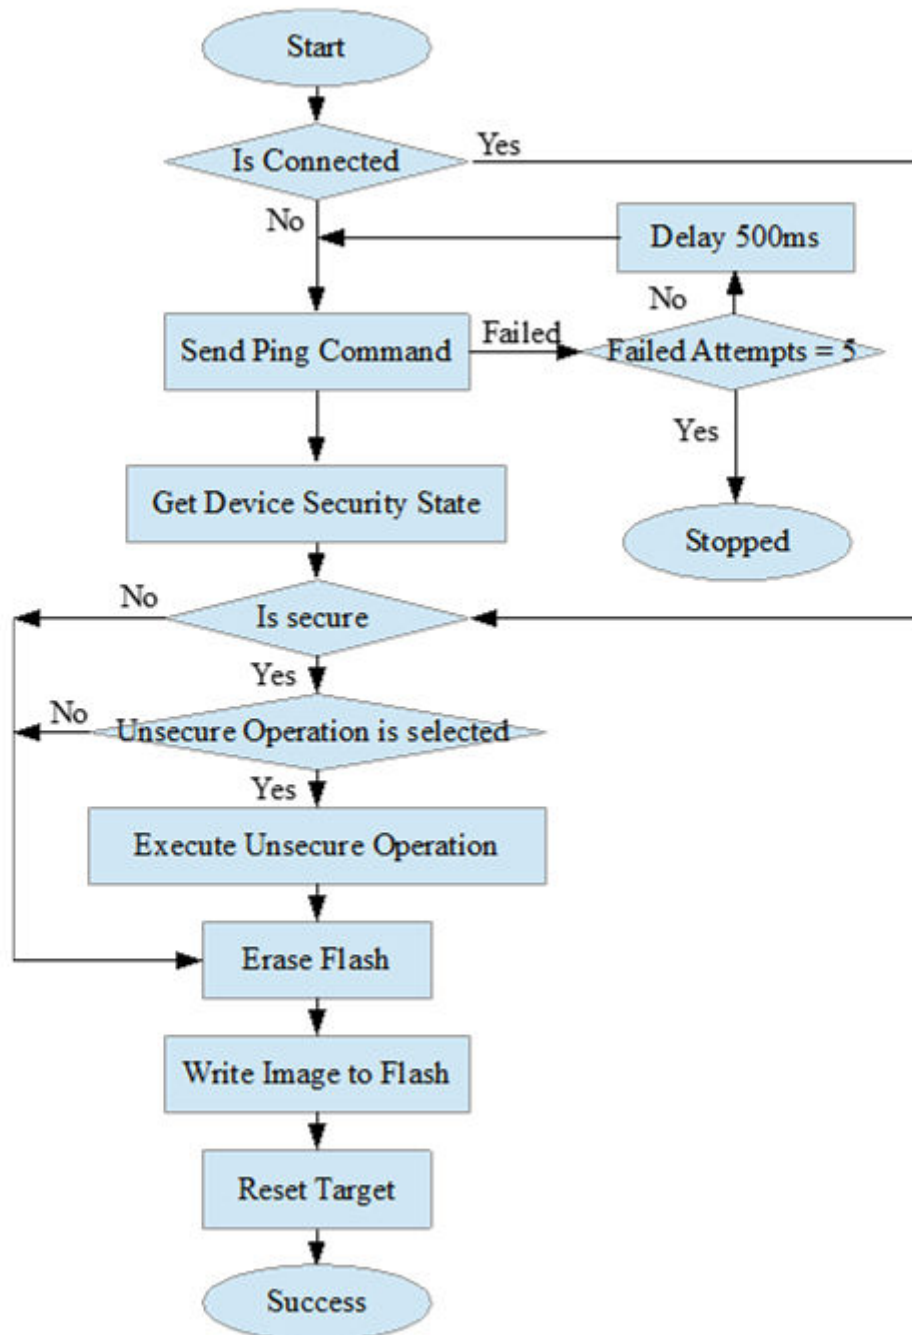 Start
Is Connected
Yes
No
Delay 500ms
No
Send Ping Command
Failed
Failed Attempts = 5
Yes
Get Device Security State
Stopped
No
Is secure
Yes
No
Unsecure Operation is selected
Yes
Execute Unsecure Operation
Erase Flash
Write Image to Flash
Reset Target
Success